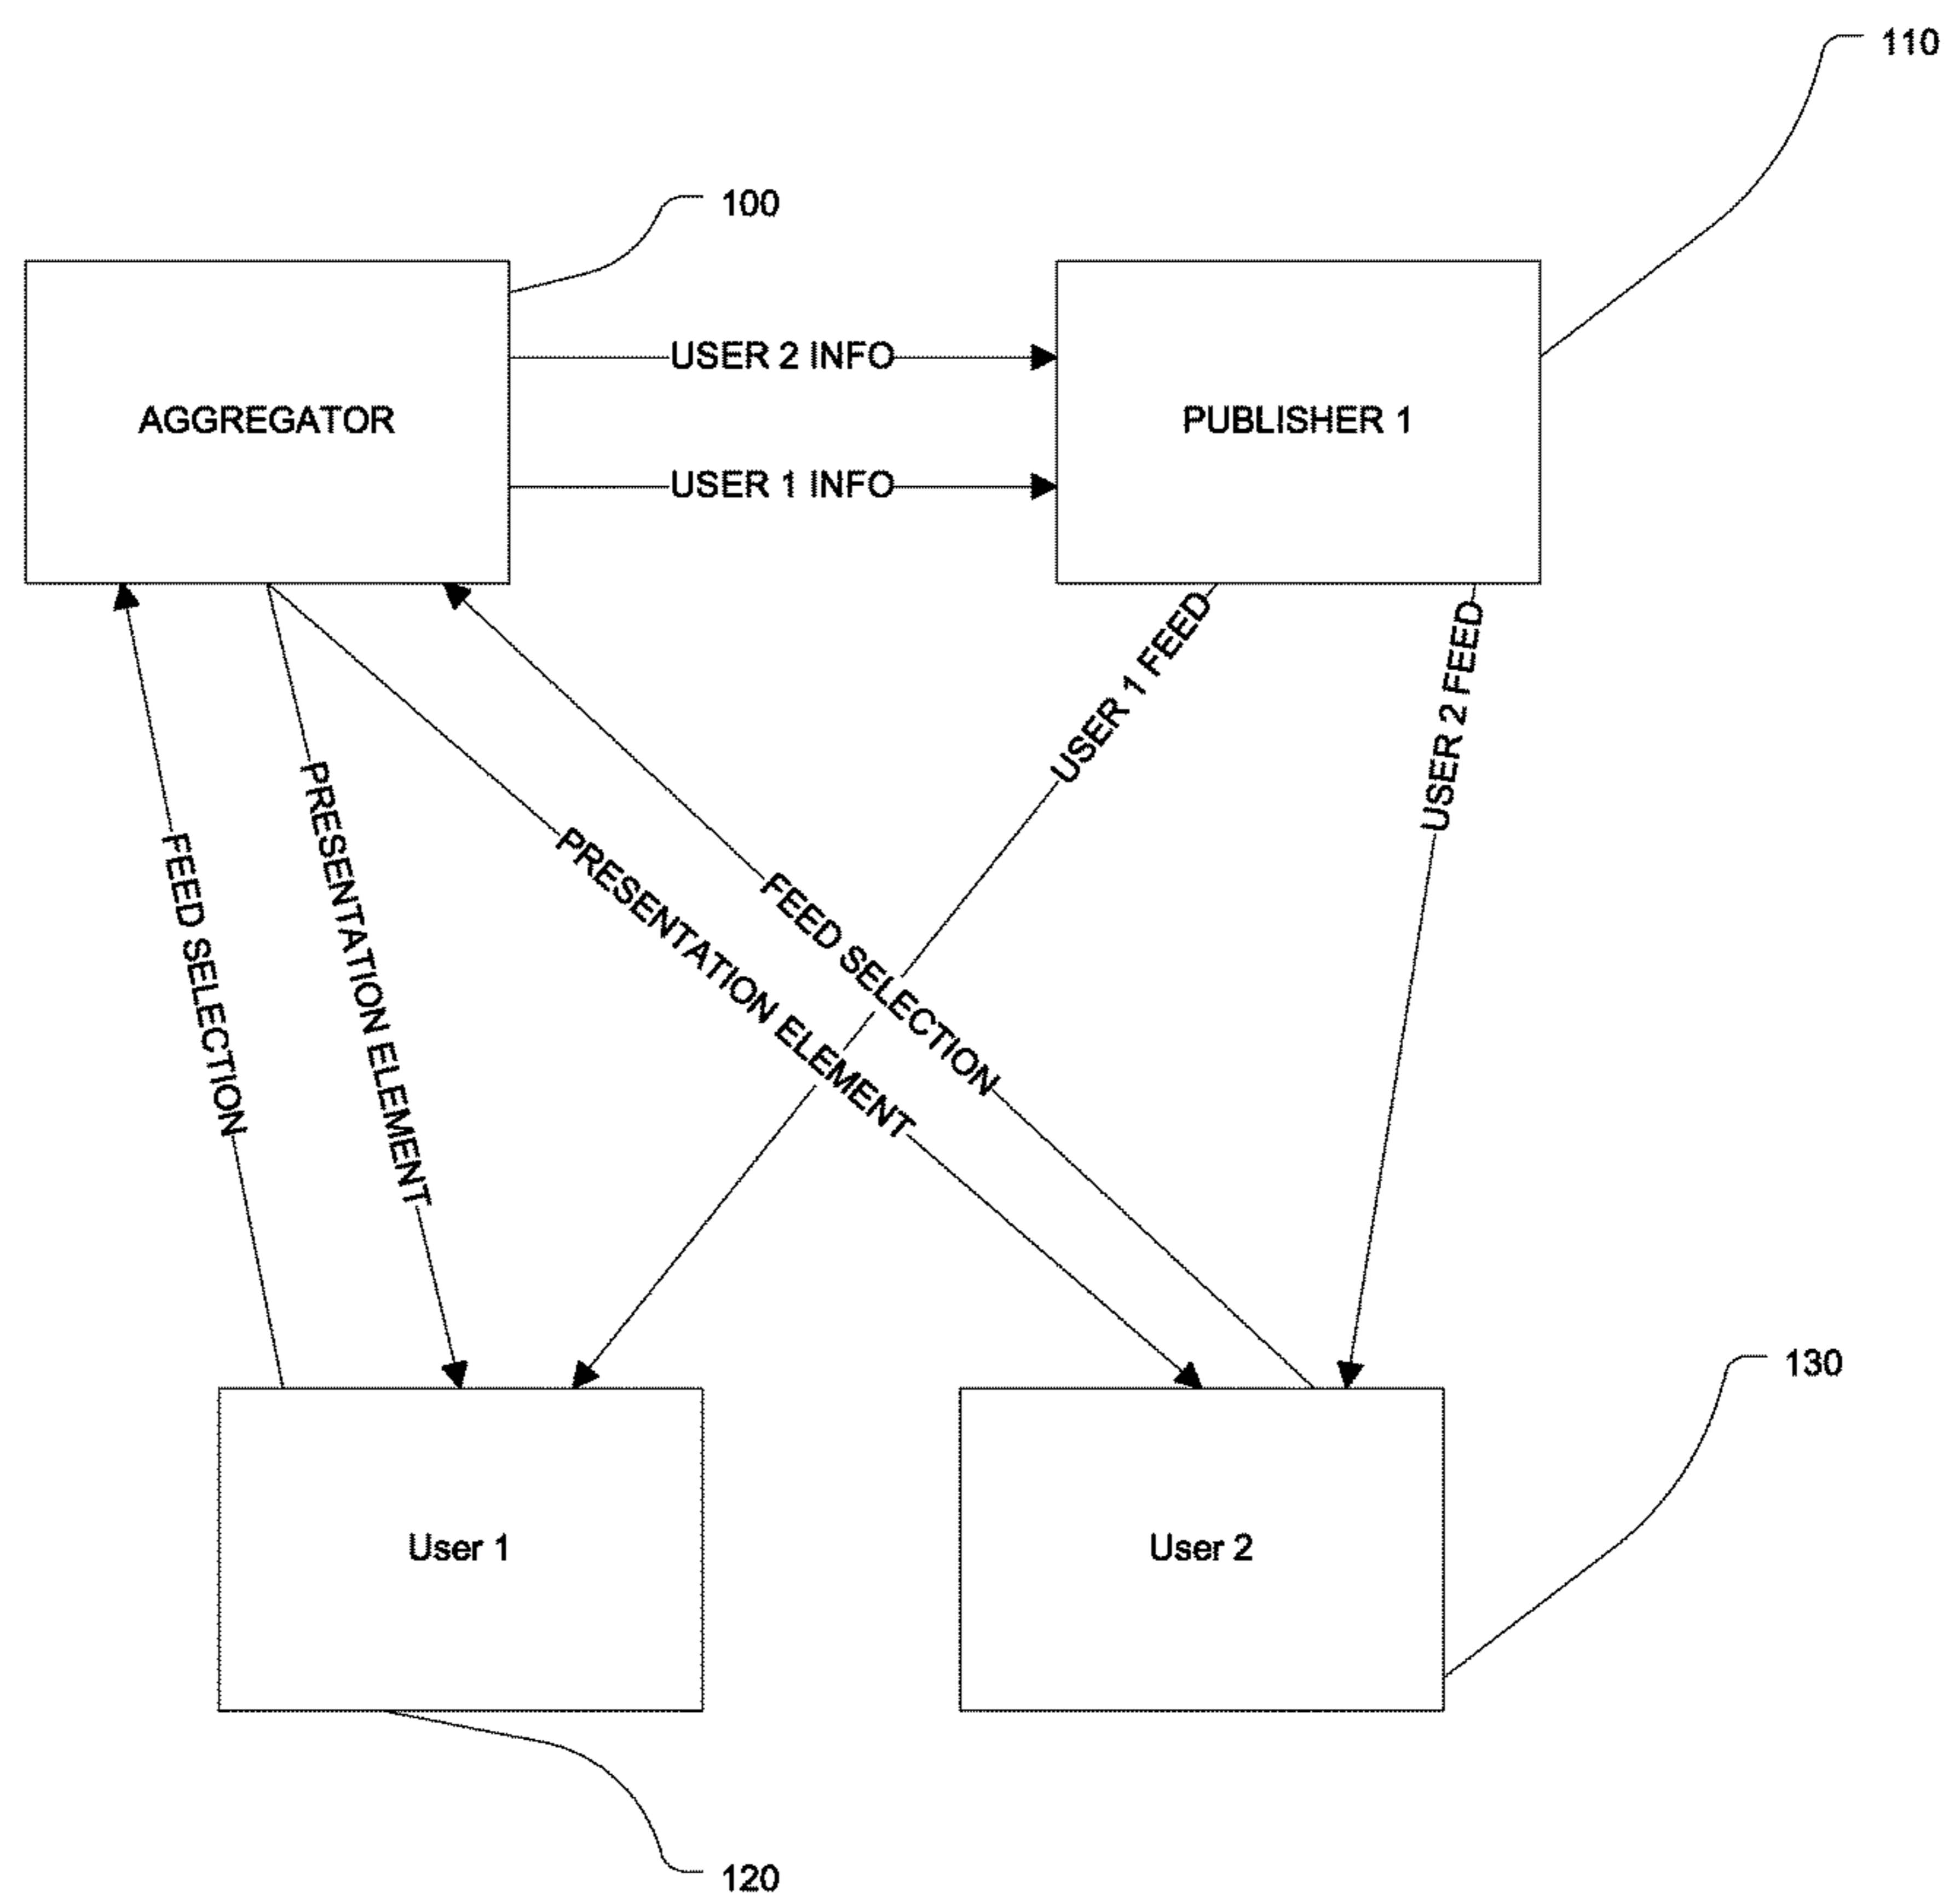 110
100
USER 2 INFO
AGGREGATOR
PUBLISHER 1
USER 1 INFO
USER 1 FEED
USER 2 FEED
FEED SELECTION
PRESENTATION ELEMENT
PRESENTATION ELEMENT
FEED SELECTION
130
User 1
User 2
120